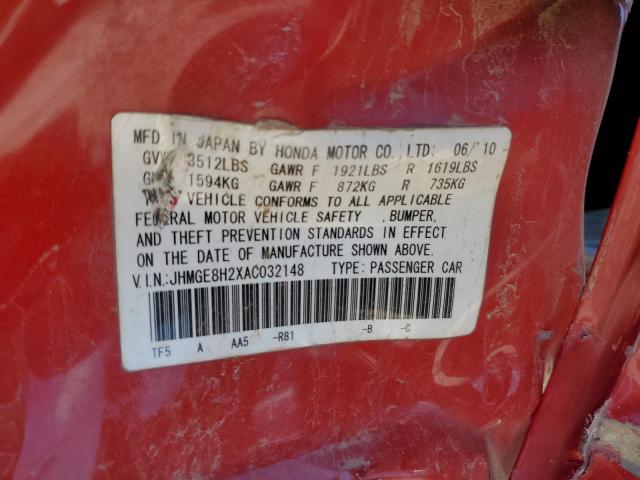 MFD. IN JAPAN BY HONDA MOTOR CO., LTD: 06/'10
3512LBS GAWR F 1921LBS R 1619LBS
1594KG GAWR F 872KG R 735KG
VEHICLE CONFORMS TO ALL APPLICABLE
FEDERAL MOTOR VEHICLE SAFETY , BUMPER,
AND THEFT PREVENTION STANDARDS IN EFFECT
ON THE DATE OF MANUFACTURE SHOWN ABOVE.
V.I.N.:JHMGE8H2XAC032148 TYPE: PASSENGER CAR
TF5 A AA5 -R81 -B -C